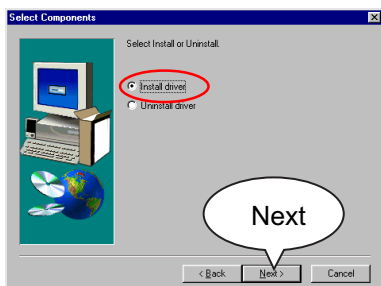 Select Components
Select Install or Uninstall.
Install driver
Uninstall driver
Next
< Back
Next >
Cancel